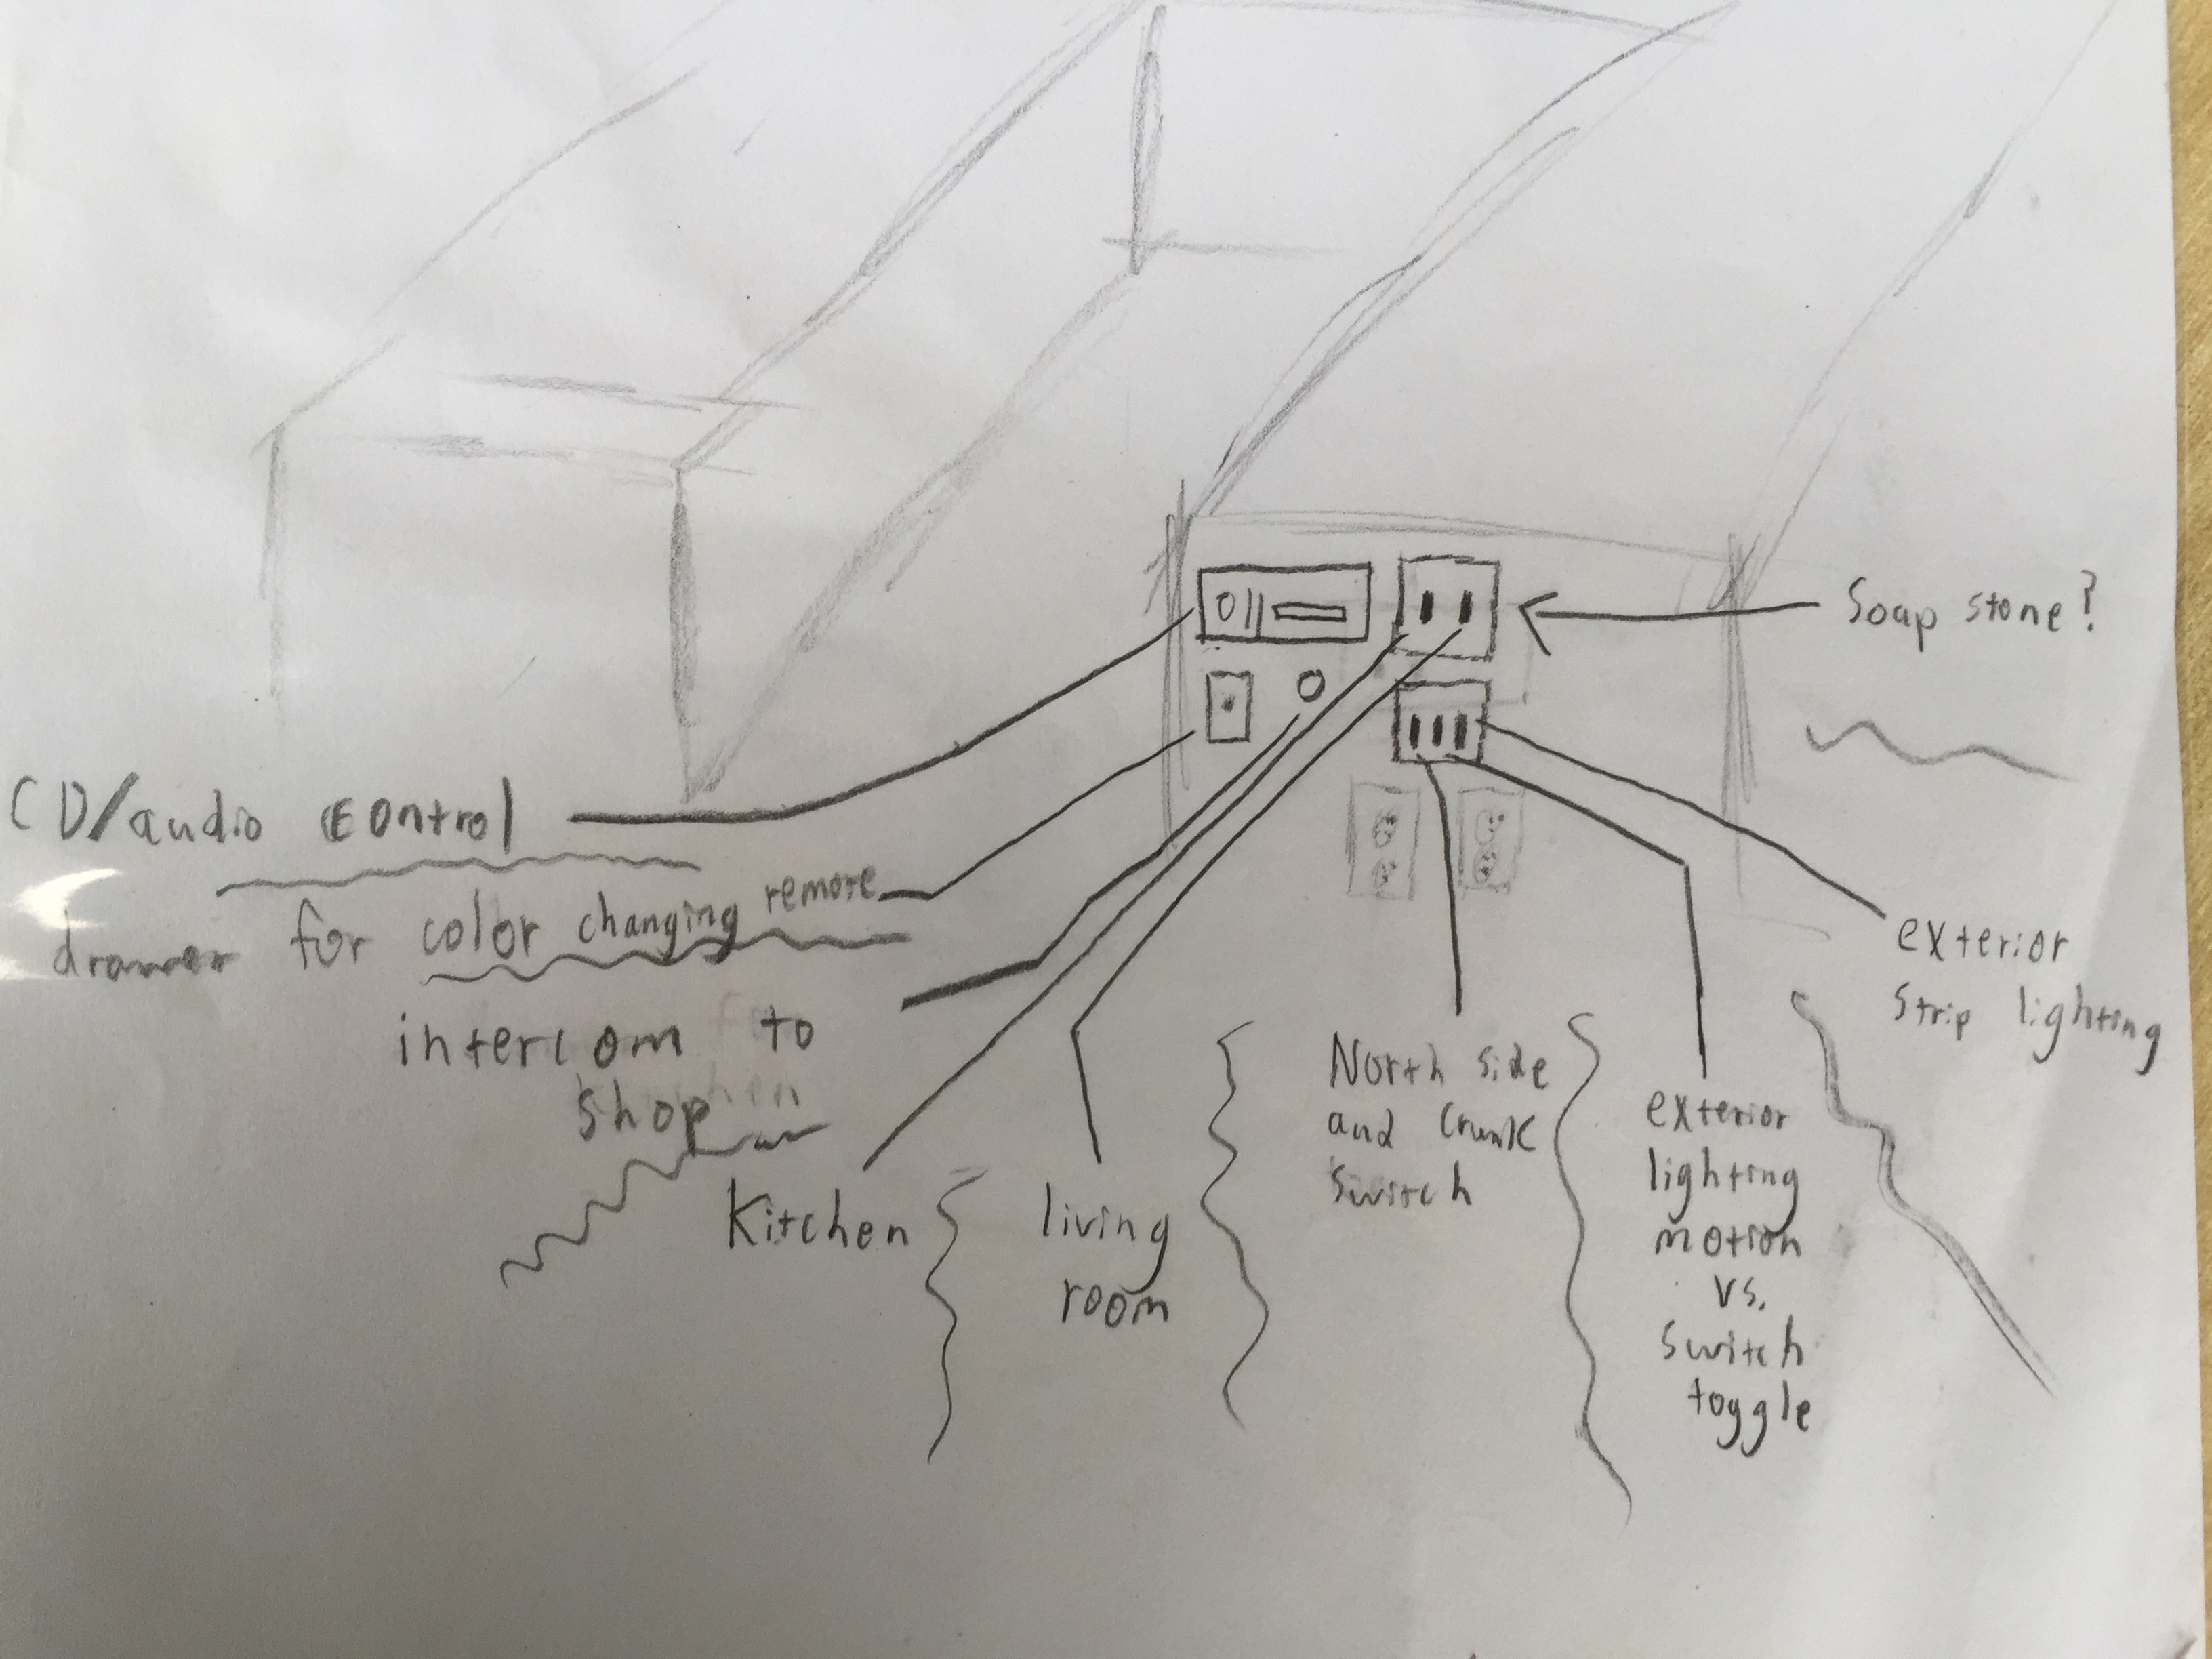 CD/audio control
drawer for color changing
remote
intercom to
shop
Kitchen
living
room
North side
and
switch
exterior
lighting
motion
vs.
switch
toggle
exterior
strip lighting
Soap stone?